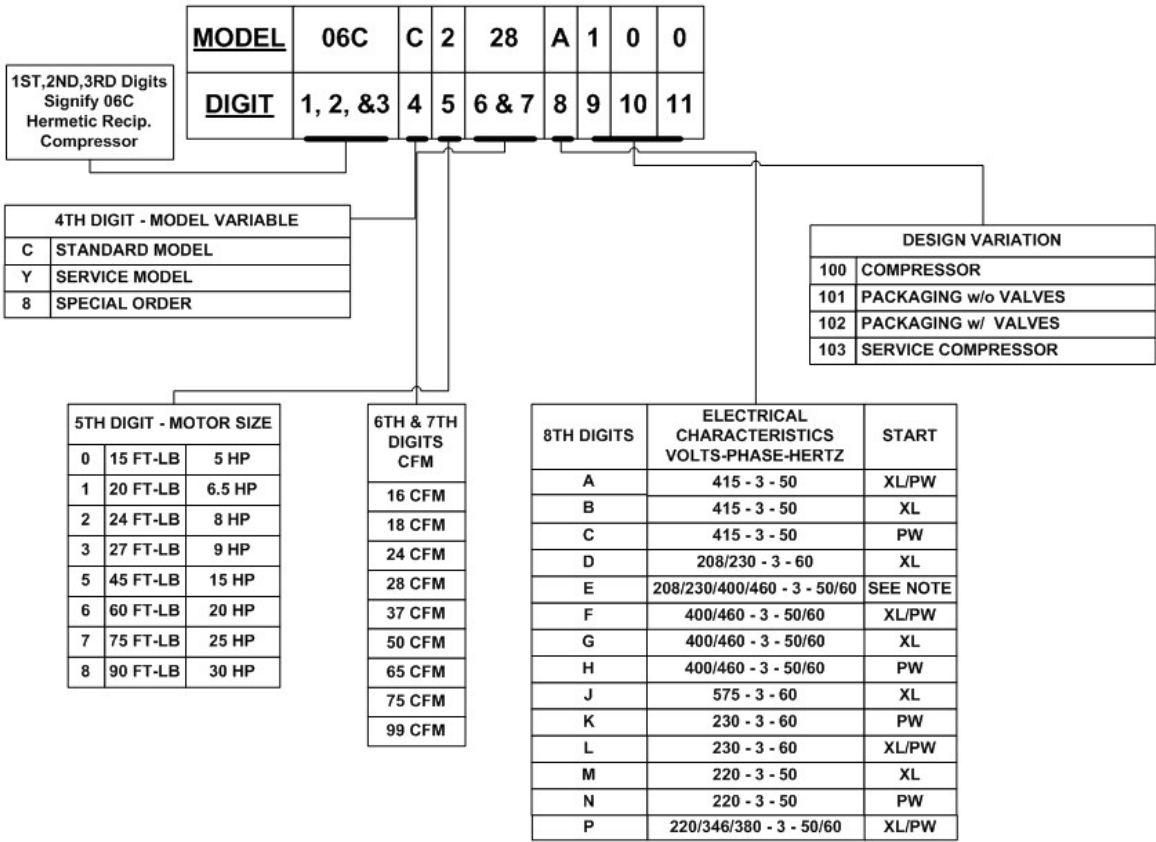 MODEL 06C C 2 28 A 1 0 0
DIGIT 1, 2, &3 4 5 6 & 7 8 9 10 11
1ST,2ND,3RD Digits
Signify 06C
Hermetic Recip.
Compressor
4TH DIGIT - MODEL VARIABLE
C STANDARD MODEL
Y SERVICE MODEL
8 SPECIAL ORDER
DESIGN VARIATION
100 COMPRESSOR
101 PACKAGING w/o VALVES
102 PACKAGING w/ VALVES
103 SERVICE COMPRESSOR
5TH DIGIT - MOTOR SIZE
0 15 FT-LB 5 HP
1 20 FT-LB 6.5 HP
2 24 FT-LB 8 HP
3 27 FT-LB 9 HP
5 45 FT-LB 15 HP
6 60 FT-LB 20 HP
7 75 FT-LB 25 HP
8 90 FT-LB 30 HP
6TH & 7TH
DIGITS
CFM
16 CFM
18 CFM
24 CFM
28 CFM
37 CFM
50 CFM
65 CFM
75 CFM
99 CFM
8TH DIGITS
ELECTRICAL
CHARACTERISTICS
VOLTS-PHASE-HERTZ
START
A 415 - 3 - 50 XL/PW
B 415 - 3 - 50 XL
C 415 - 3 - 50 PW
D 208/230 - 3 - 60 XL
E 208/230/400/460 - 3 - 50/60 SEE NOTE
F 400/460 - 3 - 50/60 XL/PW
G 400/460 - 3 - 50/60 XL
H 400/460 - 3 - 50/60 PW
J 575 - 3 - 60 XL
K 230 - 3 - 60 PW
L 230 - 3 - 60 XL/PW
M 220 - 3 - 50 XL
N 220 - 3 - 50 PW
P 220/346/380 - 3 - 50/60 XL/PW